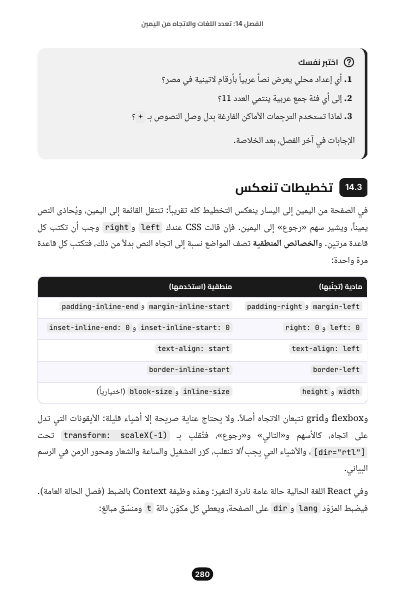 الفصل 14: تعدد اللغات والاتجاه من اليمين
اختبر نفسك
1. أي إعداد محلي يعرض نصاً عربياً بأرقام لاتينية في مصر؟
2. إلى أي فئة جمع عربية ينتمي العدد 11؟
3. لماذا تستخدم الترجمات الأماكن الفارغة بدل وصل النصوص بـ + ؟
الإجابات في آخر الفصل، بعد الخلاصة.
14.3 تخطيطات تنعكس
في الصفحة من اليمين إلى اليسار ينعكس التخطيط كله تقريباً: تنتقل القائمة إلى اليمين، ويُحاذى النص
يميناً، ويشير سهم «رجوع» إلى اليمين. فإن قالت CSS عندك left و right وجب أن تكتب كل
قاعدة مرتين. والخصائص المنطقية تصف المواضع نسبة إلى اتجاه النص بدلاً من ذلك، فتكتب كل قاعدة
مرة واحدة:
مادية (تجنّبها) منطقية (استخدمها)
margin-left و padding-right margin-inline-start و padding-inline-end
left: 0 و right: 0 inset-inline-start: 0 و inset-inline-end: 0
text-align: left text-align: start
border-left border-inline-start
width و height inline-size و block-size (اختيارياً)
وflexbox وgrid تتبعان الاتجاه أصلاً. ولا يحتاج عناية صريحة إلا أشياء قليلة: الأيقونات التي تدل
على اتجاه، كالأسهم و«التالي» و«رجوع»، فتُقلب بـ transform: scaleX(-1) تحت
[dir="rtl"] ، والأشياء التي يجب ألا تنقلب، كزر التشغيل والساعة والشعار ومحور الزمن في الرسم
البياني.
وفي React اللغة الحالية حالة عامة نادرة التغير: وهذه وظيفة Context بالضبط (فصل الحالة العامة).
فيضبط المزوّد lang و dir على الصفحة، ويعطي كل مكوّن دالة t ومنسّق مبالغ:
280